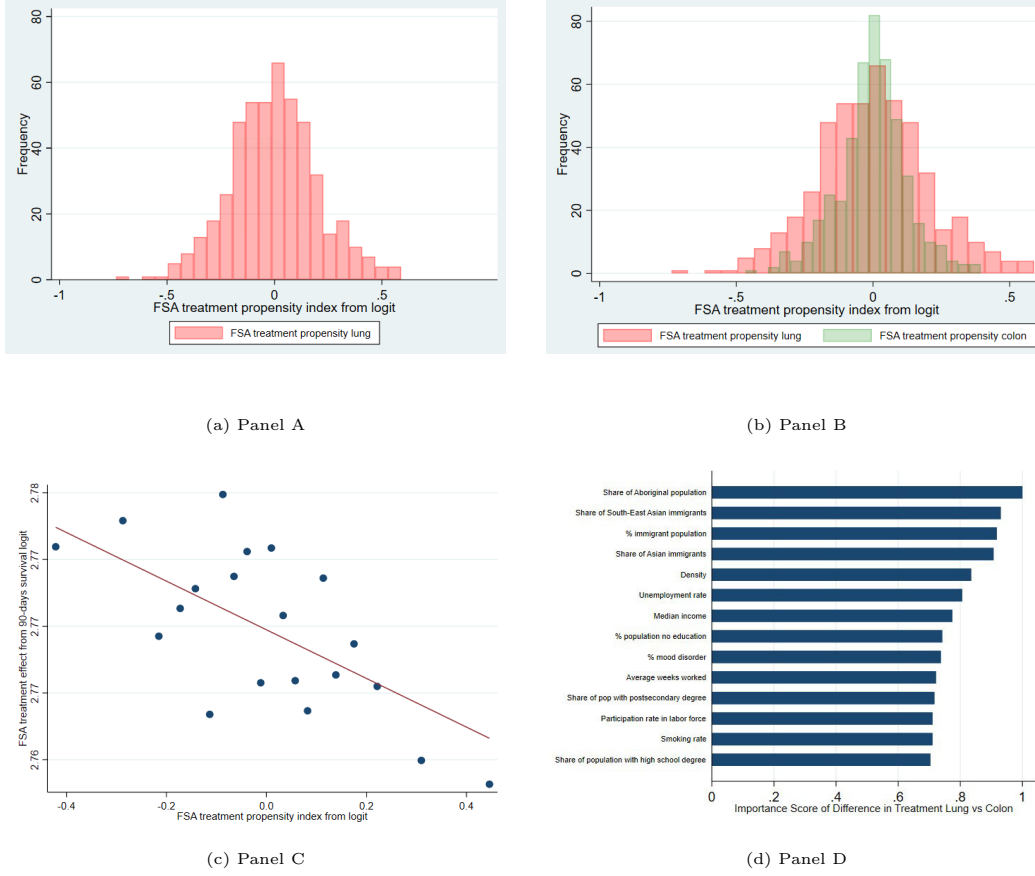 80
60
40
20
0
Frequency
-1
-.5
0
.5
FSA treatment propensity index from logit
FSA treatment propensity lung
(a) Panel A
80
60
40
20
0
Frequency
-1
-.5
0
.5
FSA treatment propensity index from logit
FSA treatment propensity lung
FSA treatment propensity colon
(b) Panel B
2.78
2.77
2.77
2.77
2.76
FSA treatment effect from 90-days survival logit
-0.4
-0.2
0.0
0.2
0.4
FSA treatment propensity index from logit
(c) Panel C
Share of Aboriginal population
Share of South-East Asian immigrants
% immigrant population
Share of Asian immigrants
Density
Unemployment rate
Median income
% population no education
% mood disorder
Average weeks worked
Share of pop with postsecondary degree
Participation rate in labor force
Smoking rate
Share of population with high school degree
0
.2
.4
.6
.8
1
Importance Score of Difference in Treatment Lung vs Colon
(d) Panel D